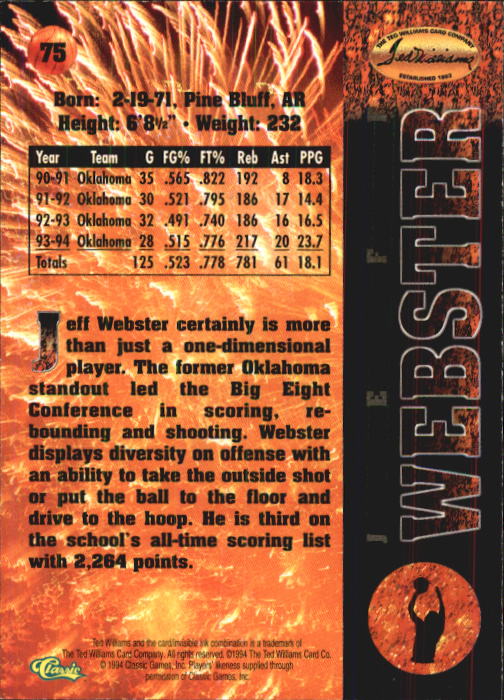 75
THE TED WILLIAMS CARD COMPANY
Ted Williams
ESTABLISHED 1993
Born: 2-19-71, Pine Bluff, AR
Height: 6'8½" • Weight: 232
Year Team G FG% FT% Reb Ast PPG
90-91 Oklahoma 35 .565 .822 192 8 18.3
91-92 Oklahoma 30 .521 .795 186 17 14.4
92-93 Oklahoma 32 .491 .740 186 16 16.5
93-94 Oklahoma 28 .515 .776 217 20 23.7
Totals 125 .523 .778 781 61 18.1
Jeff Webster certainly is more
than just a one-dimensional
player. The former Oklahoma
standout led the Big Eight
Conference in scoring, re-
bounding and shooting. Webster
displays diversity on offense with
an ability to take the outside shot
or put the ball to the floor and
drive to the hoop. He is third on
the school's all-time scoring list
with 2,264 points.
JEFF
WEBSTER
Classic
Ted Williams and the card/invisible ink combination is a trademark of
The Ted Williams Card Company. All rights reserved. ©1994 The Ted Williams Card Co.
© 1994 Classic Games, Inc. Players' likeness supplied through
permission of Classic Games, Inc.